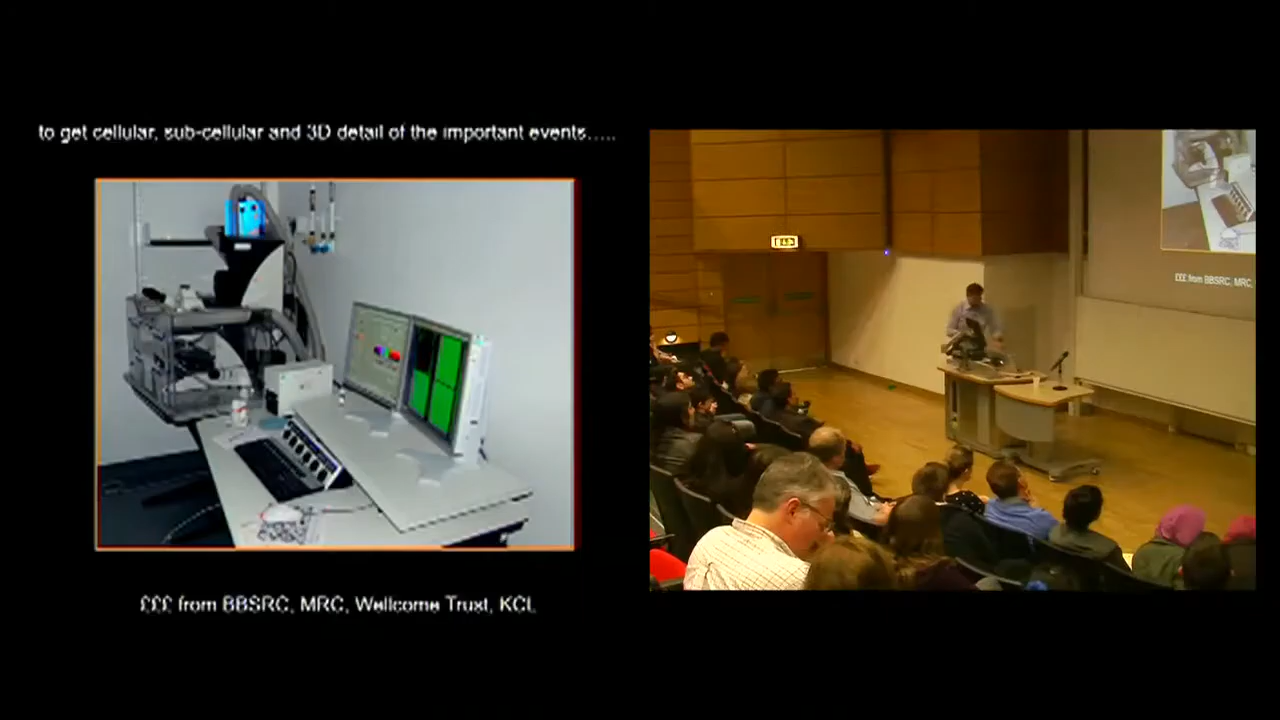 to get cellular, sub-cellular and 3D detail of the important events.....
£££ from BBSRC, MRC, Wellcome Trust, KCL
£££ from BBSRC, MRC,